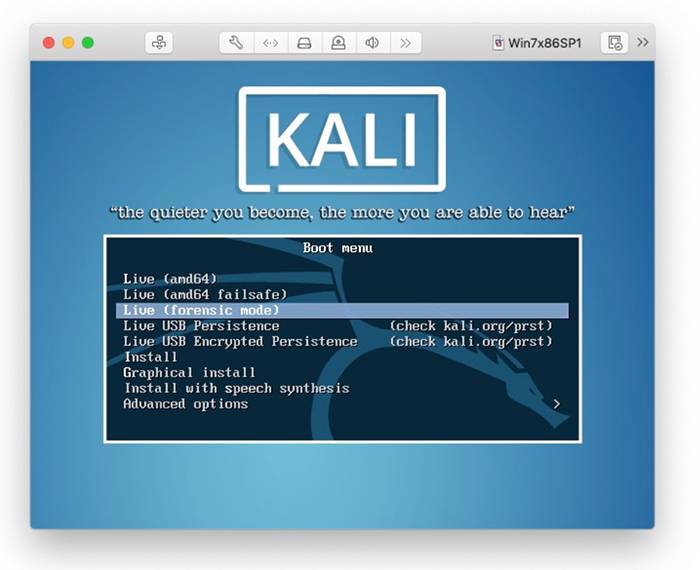 Win7x86SP1
KALI
“the quieter you become, the more you are able to hear”
Boot menu
Live (amd64)
Live (amd64 failsafe)
Live (forensic mode)
Live USB Persistence (check kali.org/prst)
Live USB Encrypted Persistence (check kali.org/prst)
Install
Graphical install
Install with speech synthesis
Advanced options >